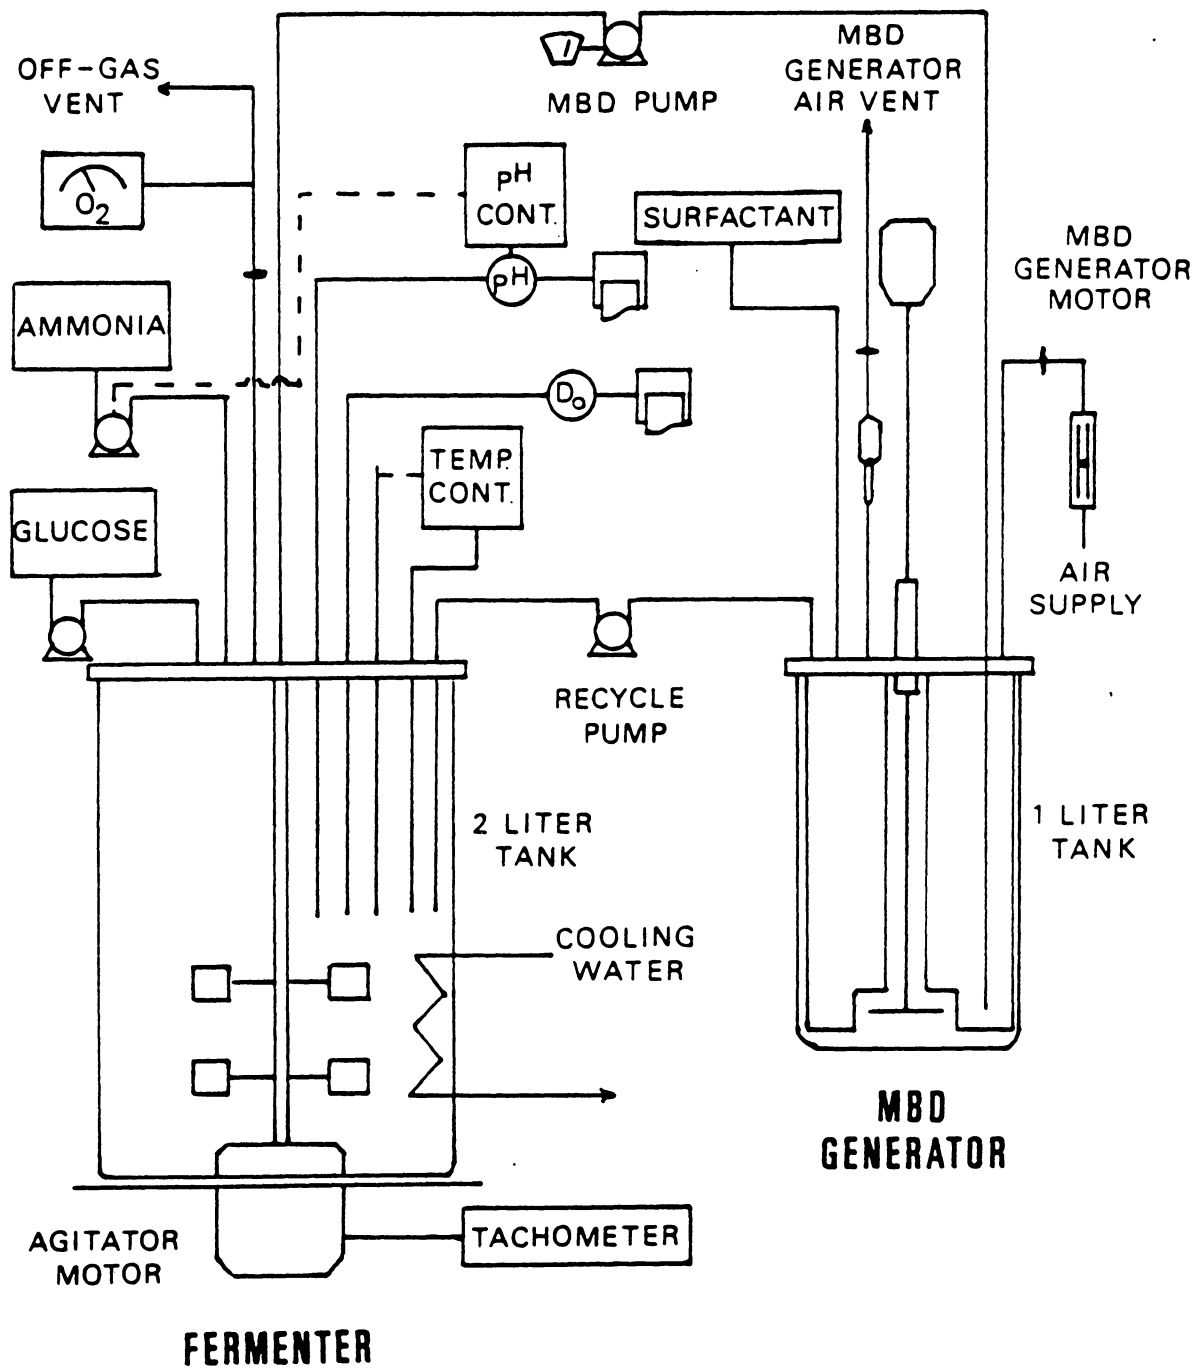 MBD
GENERATOR
AIR VENT
OFF-GAS
VENT
MBD PUMP
pH
CONT.
O2
SURFACTANT
MBD
GENERATOR
MOTOR
pH
AMMONIA
Do
TEMP.
CONT.
GLUCOSE
AIR
SUPPLY
RECYCLE
PUMP
2 LITER
TANK
1 LITER
TANK
COOLING
WATER
MBD
GENERATOR
AGITATOR
MOTOR
TACHOMETER
FERMENTER